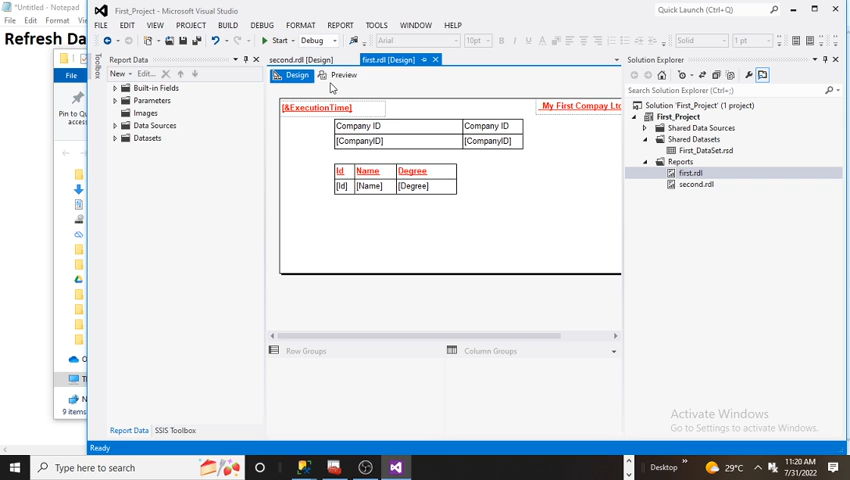 *Untitled - Notepad
File
Refresh Da
File
Pin to
Qu
acc
9 items
First_Project - Microsoft Visual Studio
Quick Launch (Ctrl+Q)
FILE EDIT VIEW PROJECT BUILD DEBUG FORMAT REPORT TOOLS WINDOW
Start Debug Arial 10pt B Solid 1 pt
Toolbox
Report Data
New Edit...
Built-in Fields
Parameters
Images
Data Sources
Datasets
Report Data SSIS Toolbox
second.rdl [Design] first.rdl [Design]
Design Preview
[&ExecutionTime] My First Compay Ltd
Company ID Company ID
[CompanyID] [CompanyID]
Id Name Degree
[Id] [Name] [Degree]
Row Groups Column Groups
Solution Explorer
Search Solution Explorer (Ctrl+;)
Solution 'First_Project' (1 project)
First_Project
Shared Data Sources
Shared Datasets
First_DataSet.rsd
Reports
first.rdl
second.rdl
Activate Windows
Go to Settings to activate Windows.
Ready
Type here to search
Desktop
29°C
11:20 AM
7/31/2022